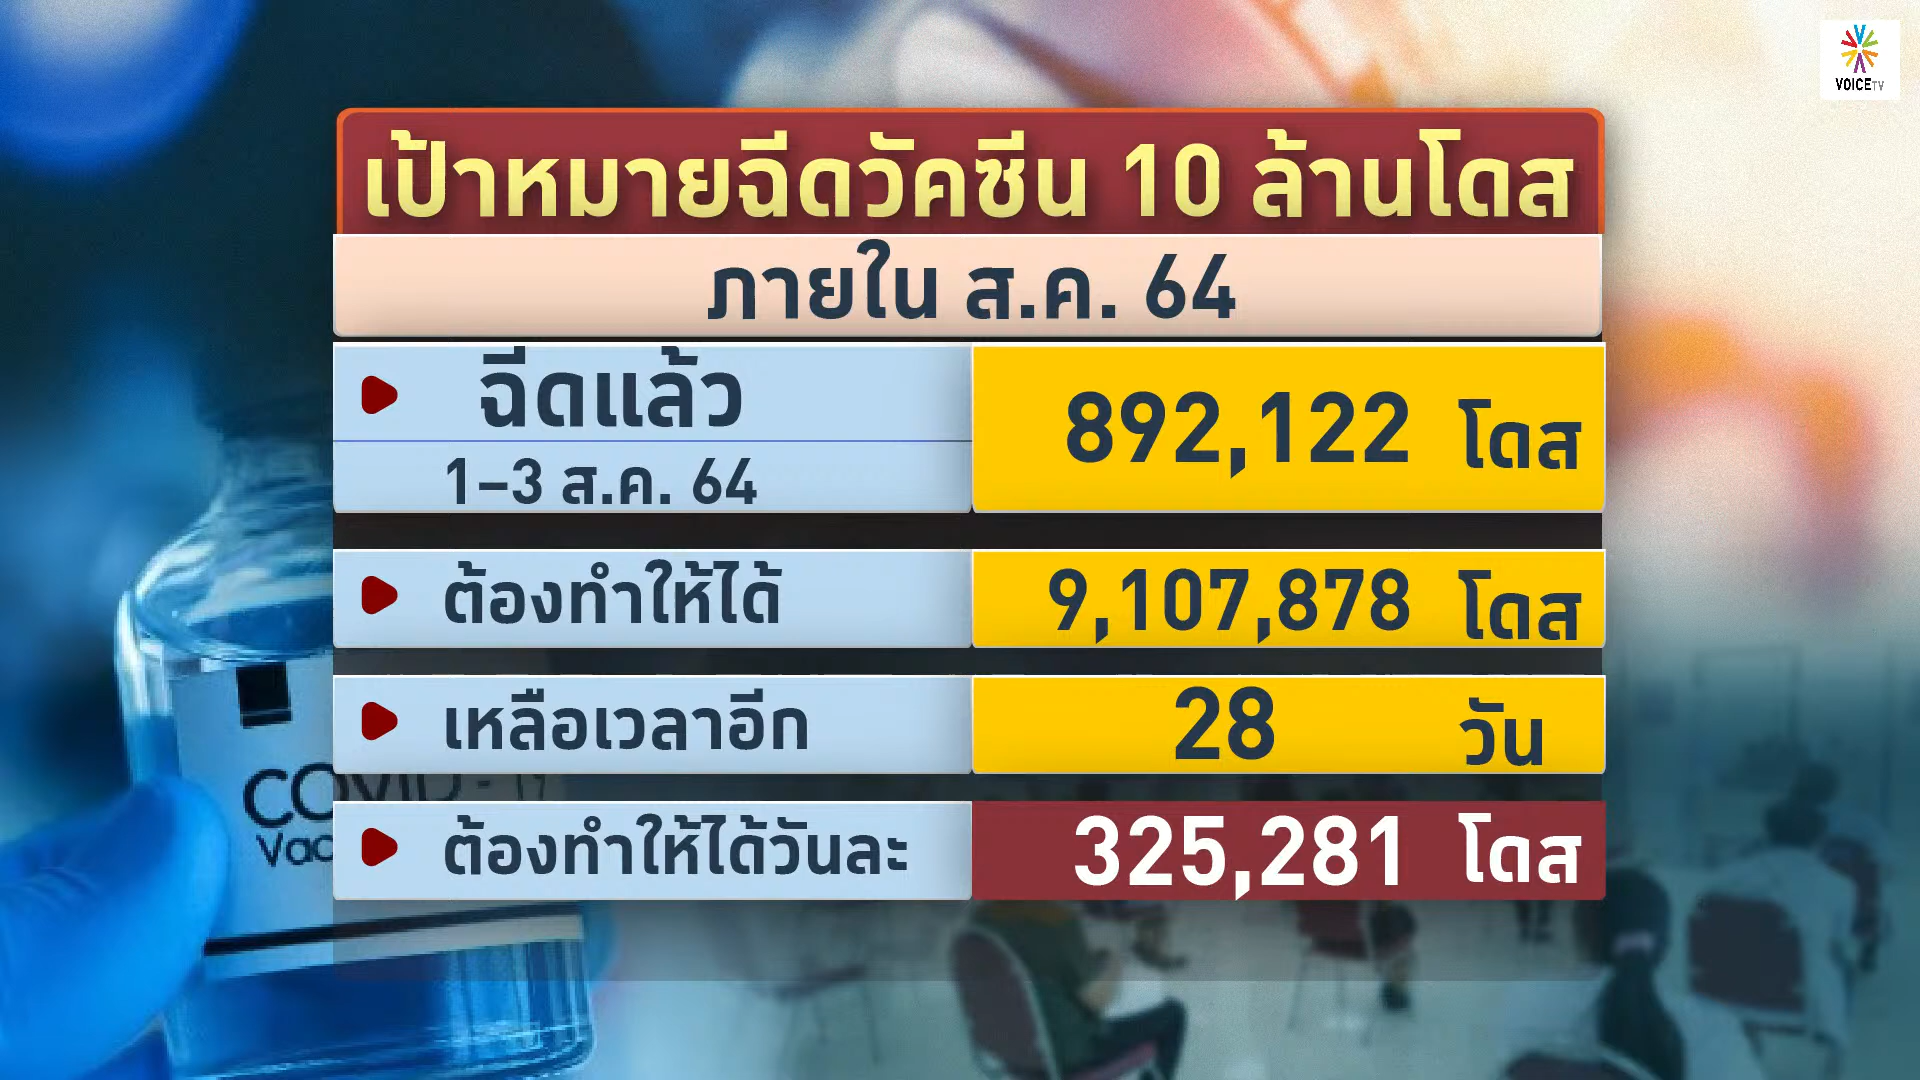 VOICETV
เป้าหมายฉีดวัคซีน 10 ล้านโดส
ภายใน ส.ค. 64
ฉีดแล้ว
892,122 โดส
1-3 ส.ค. 64
ต้องทำให้ได้ 9,107,878 โดส
เหลือเวลาอีก 28 วัน
COVID-19
Vac
ต้องทำให้ได้วันละ 325,281 โดส